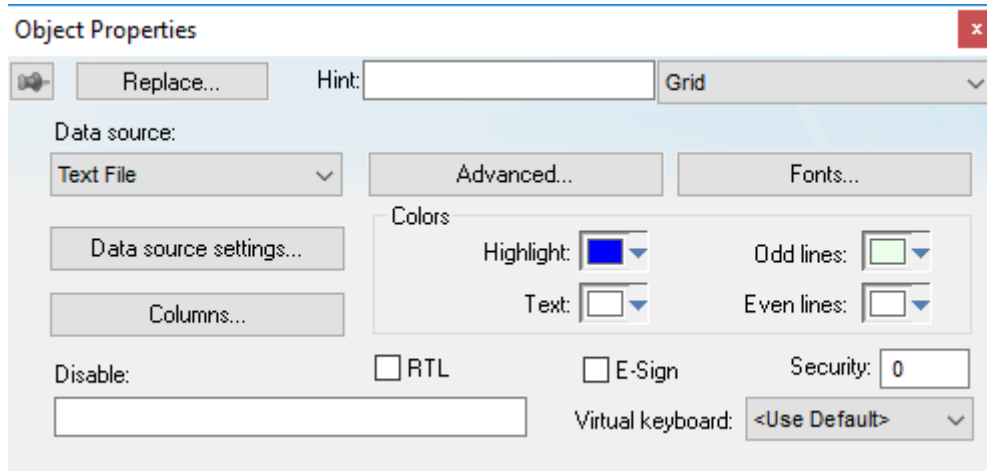 Object Properties
x
Replace... Hint: Grid
Data source:
Text File Advanced... Fonts...
Colors
Data source settings... Highlight: Odd lines:
Columns... Text: Even lines:
Disable: RTL E-Sign Security: 0
Virtual keyboard: <Use Default>